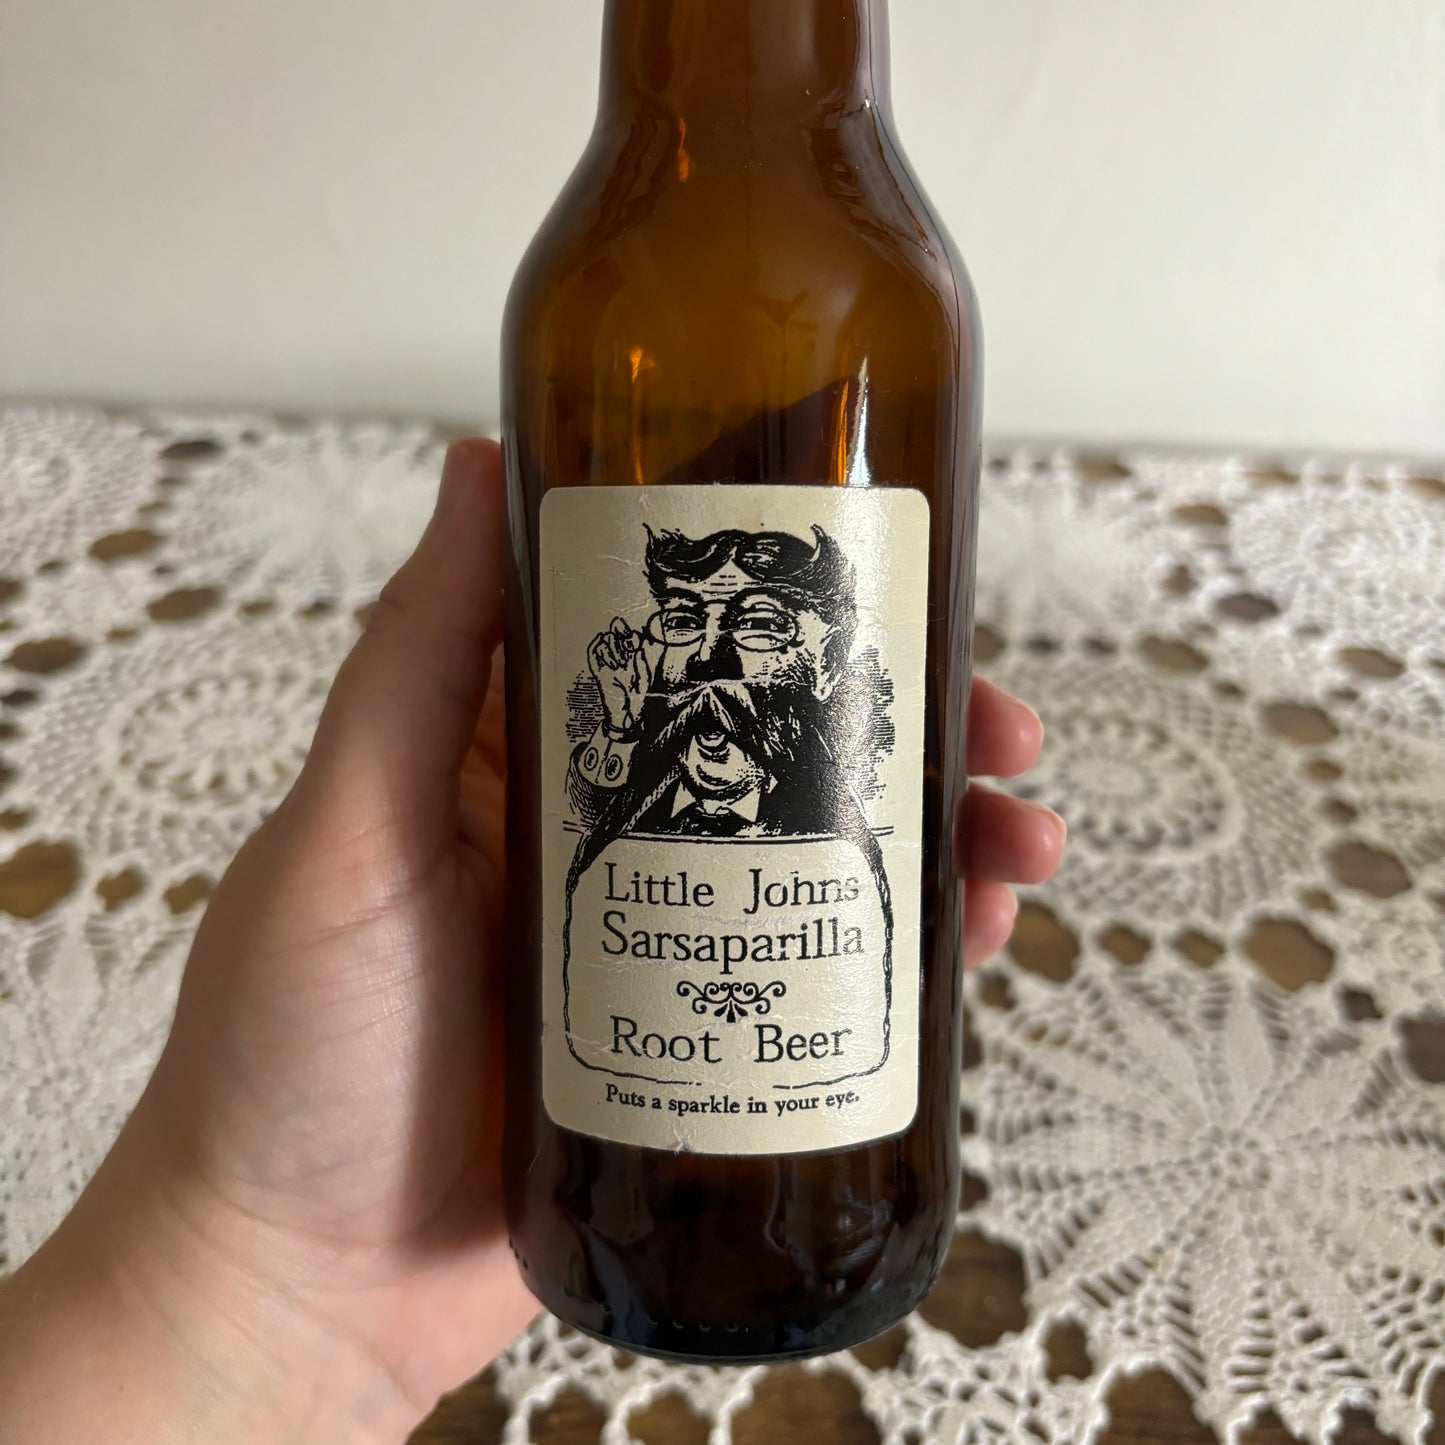 Little Johns
Sarsaparilla
Root Beer
Puts a sparkle in your eye.